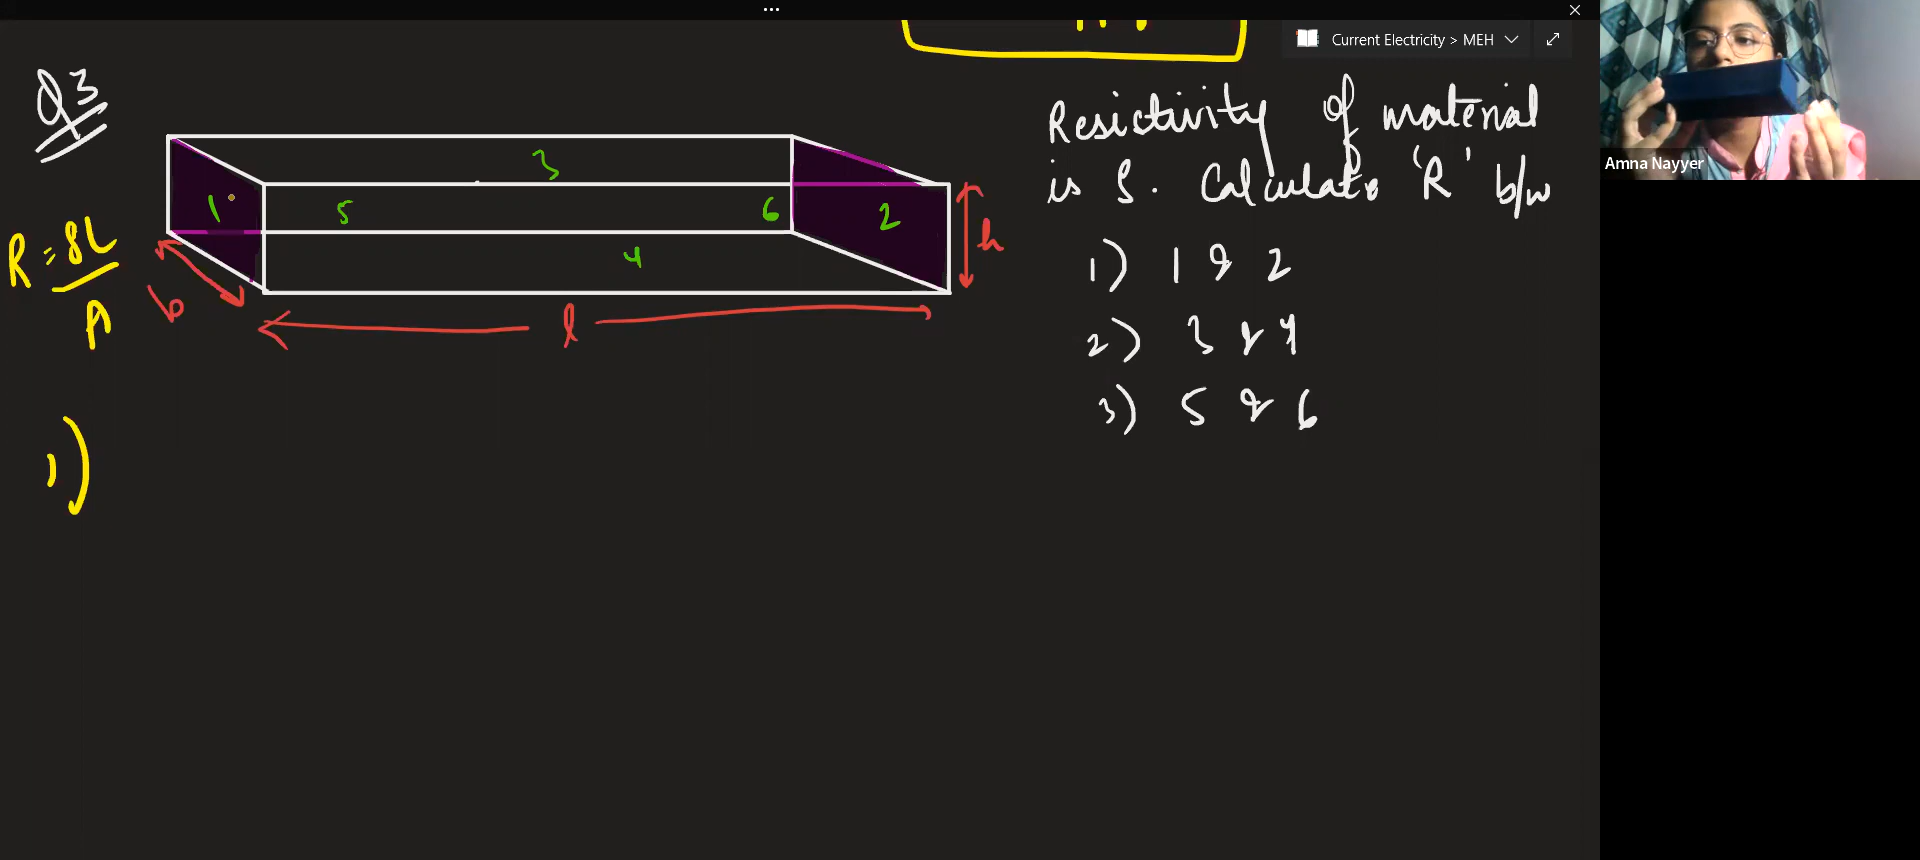 Current Electricity > MEH
Q3
Resistivity of material
is ρ. Calculate 'R' b/w
1) 1 & 2
2) 3 & 4
3) 5 & 6
3
1 5 6 2
4
h
b
l
R = ρL/A
1)
Amna Nayyer